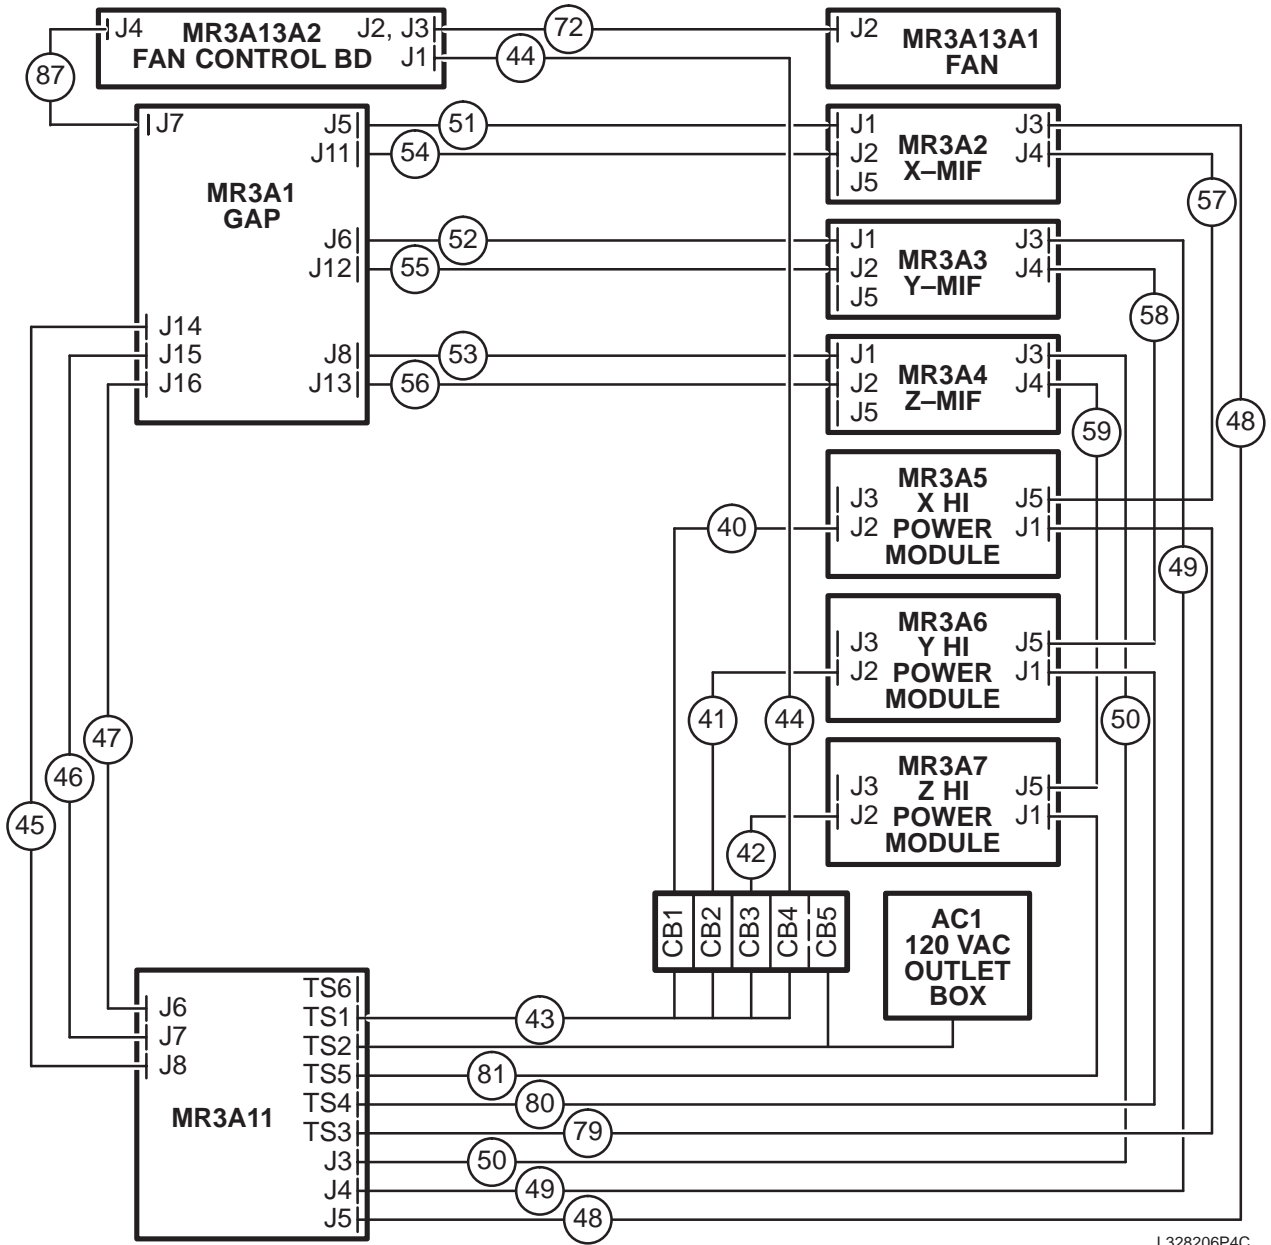 J4 MR3A13A2 J2, J3 72 J2 MR3A13A1
FAN CONTROL BD J1 44 FAN
87
J7 J5 51 J1 MR3A2 J3
J11 54 J2 X–MIF J4
J5
MR3A1
GAP
57
J6 52 J1 MR3A3 J3
J12 55 J2 Y–MIF J4
J5
58
J14
J15 J8 53 J1 MR3A4 J3
J16 J13 56 J2 Z–MIF J4
J5
59 48
MR3A5
J3 X HI J5
40 J2 POWER J1
MODULE
49
MR3A6
J3 Y HI J5
J2 POWER J1
MODULE
41 44 50
47
46
45
MR3A7
J3 Z HI J5
J2 POWER J1
MODULE
42
CB1 CB2 CB3 CB4 CB5
AC1
120 VAC
OUTLET
BOX
TS6
J6 TS1 43
J7 TS2
J8 TS5 81
MR3A11 TS4 80
TS3 79
J3 50
J4 49
J5 48
L328206P4C